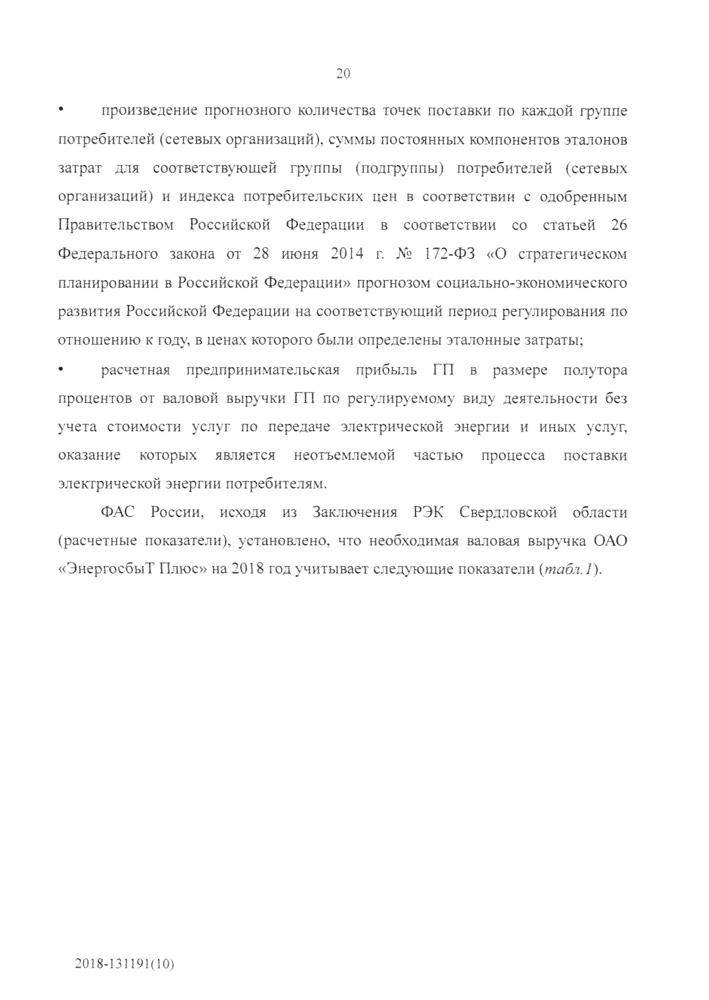 20
• произведение прогнозного количества точек поставки по каждой группе
потребителей (сетевых организаций), суммы постоянных компонентов эталонов
затрат для соответствующей группы (подгруппы) потребителей (сетевых
организаций) и индекса потребительских цен в соответствии с одобренным
Правительством Российской Федерации в соответствии со статьей 26
Федерального закона от 28 июня 2014 г. № 172-ФЗ «О стратегическом
планировании в Российской Федерации» прогнозом социально-экономического
развития Российской Федерации на соответствующий период регулирования по
отношению к году, в ценах которого были определены эталонные затраты;
• расчетная предпринимательская прибыль ГП в размере полутора
процентов от валовой выручки ГП по регулируемому виду деятельности без
учета стоимости услуг по передаче электрической энергии и иных услуг,
оказание которых является неотъемлемой частью процесса поставки
электрической энергии потребителям.
ФАС России, исходя из Заключения РЭК Свердловской области
(расчетные показатели), установлено, что необходимая валовая выручка ОАО
«ЭнергосбыТ Плюс» на 2018 год учитывает следующие показатели (табл.1).
2018-131191(10)